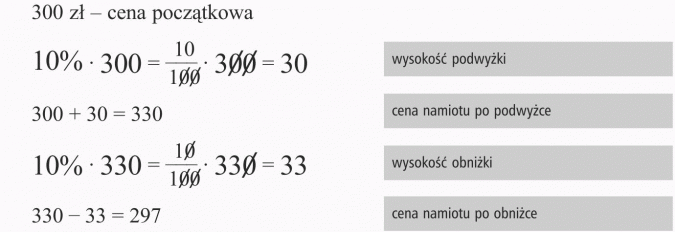 300 zł – cena początkowa
10% · 300 = 10/100 · 300 = 30 wysokość podwyżki
300 + 30 = 330 cena namiotu po podwyżce
10% · 330 = 10/100 · 330 = 33 wysokość obniżki
330 – 33 = 297 cena namiotu po obniżce